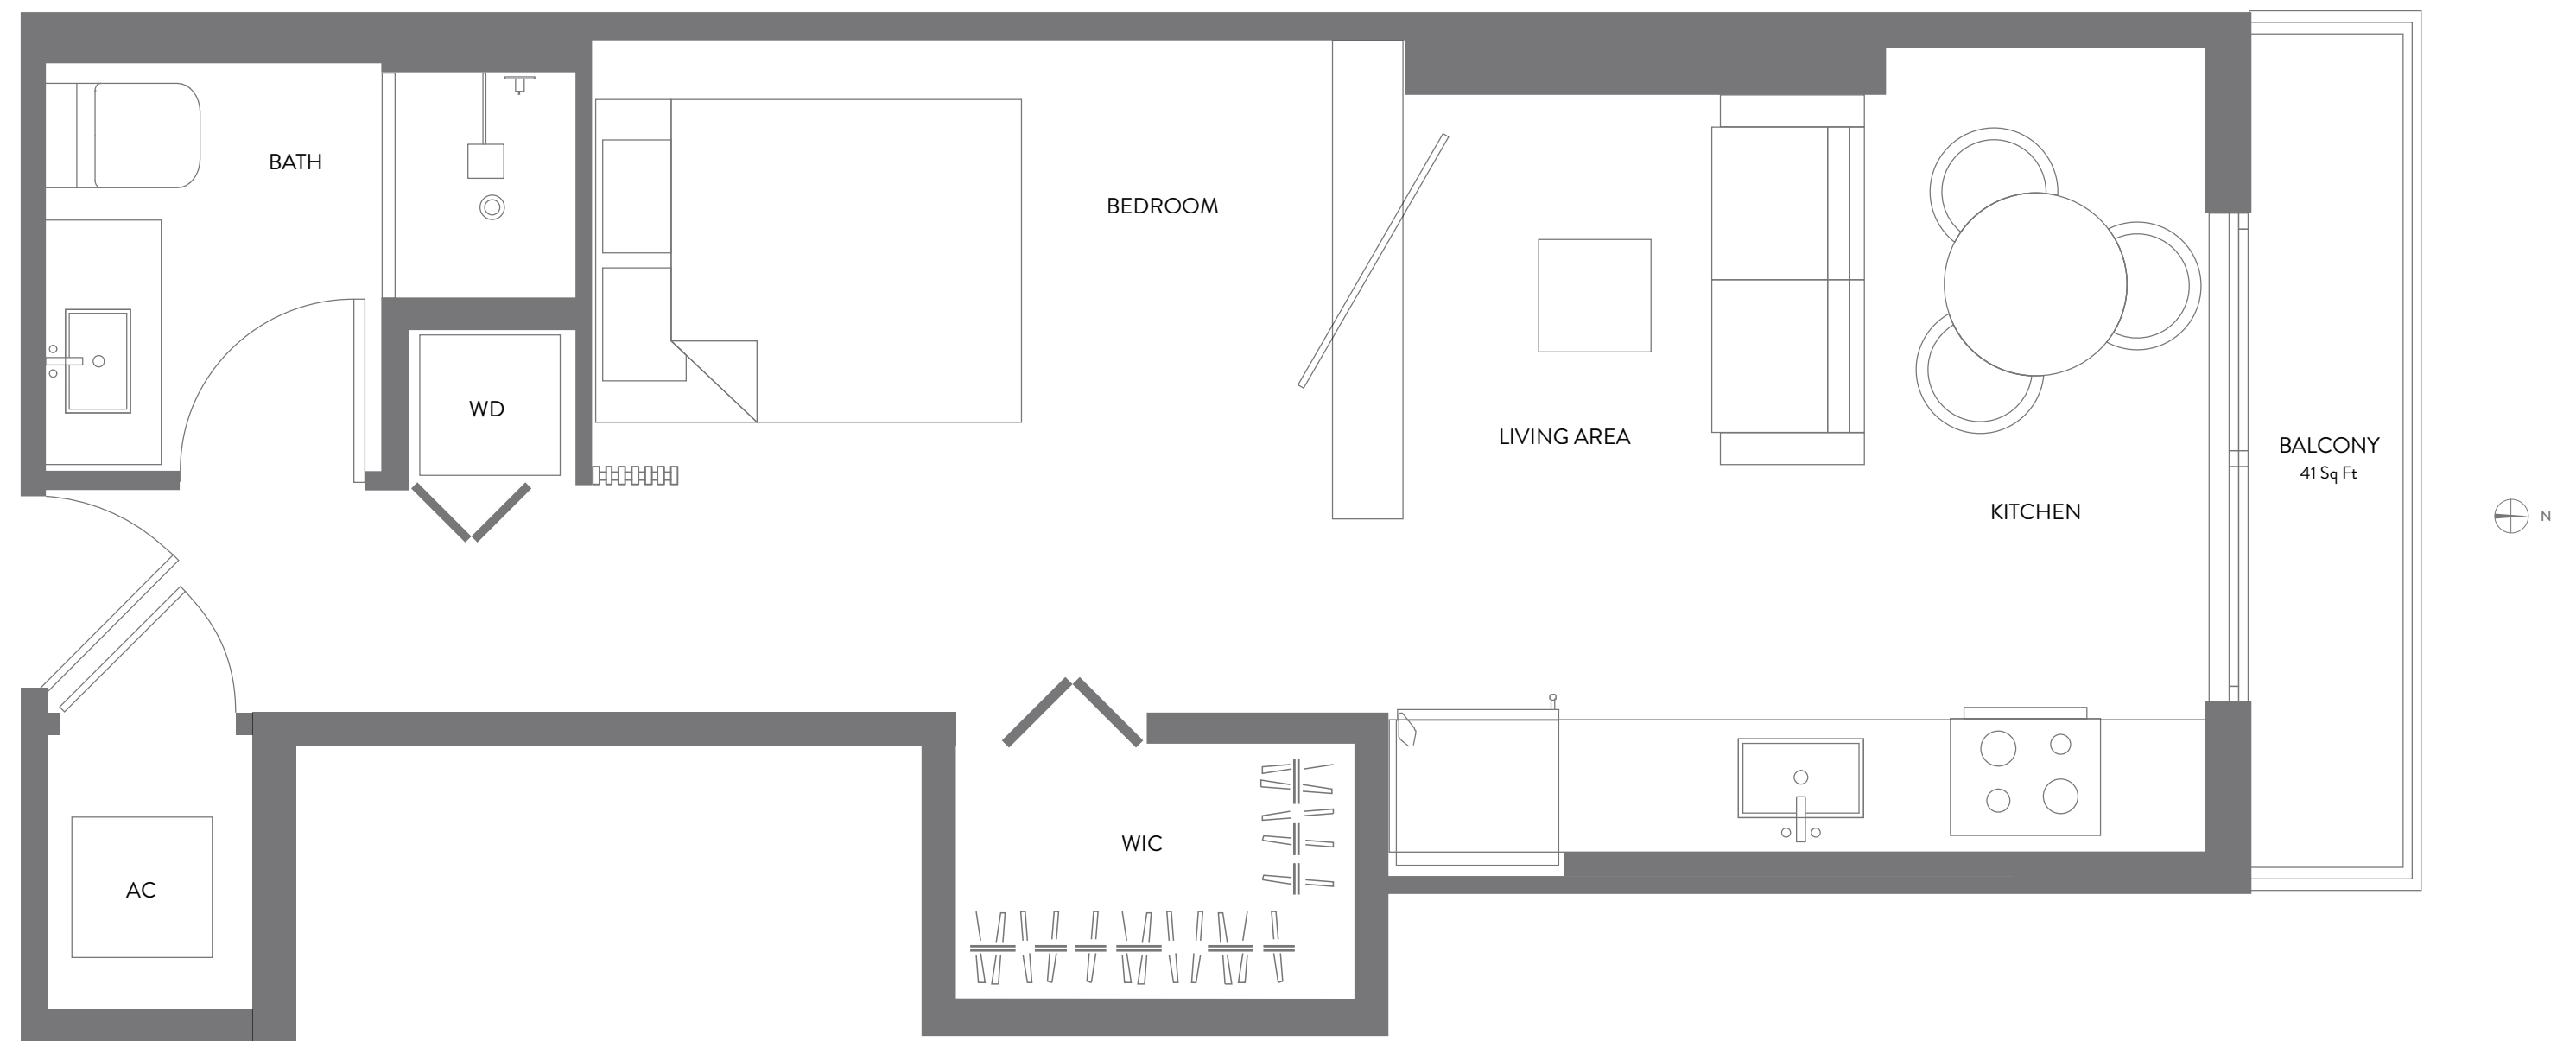 BATH
BEDROOM
WD
LIVING AREA
BALCONY
41 Sq Ft
KITCHEN
N
WIC
AC